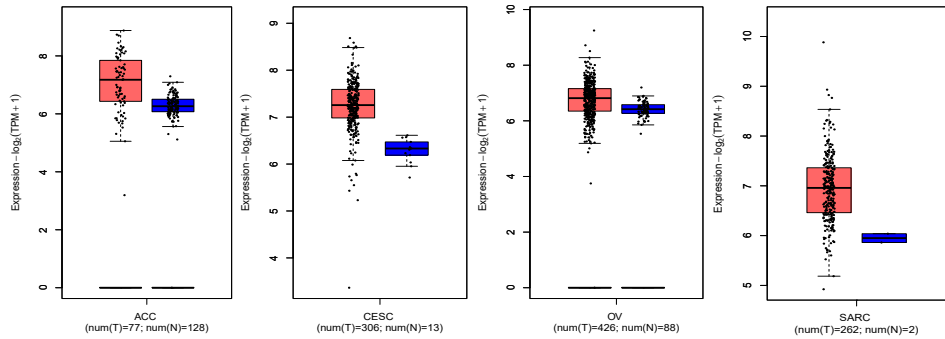 Expression−log2(TPM+1)
8
6
4
2
0
ACC
(num(T)=77; num(N)=128)
Expression−log2(TPM+1)
9
8
7
6
5
4
CESC
(num(T)=306; num(N)=13)
Expression−log2(TPM+1)
10
8
6
4
2
0
OV
(num(T)=426; num(N)=88)
Expression−log2(TPM+1)
10
9
8
7
6
5
SARC
(num(T)=262; num(N)=2)